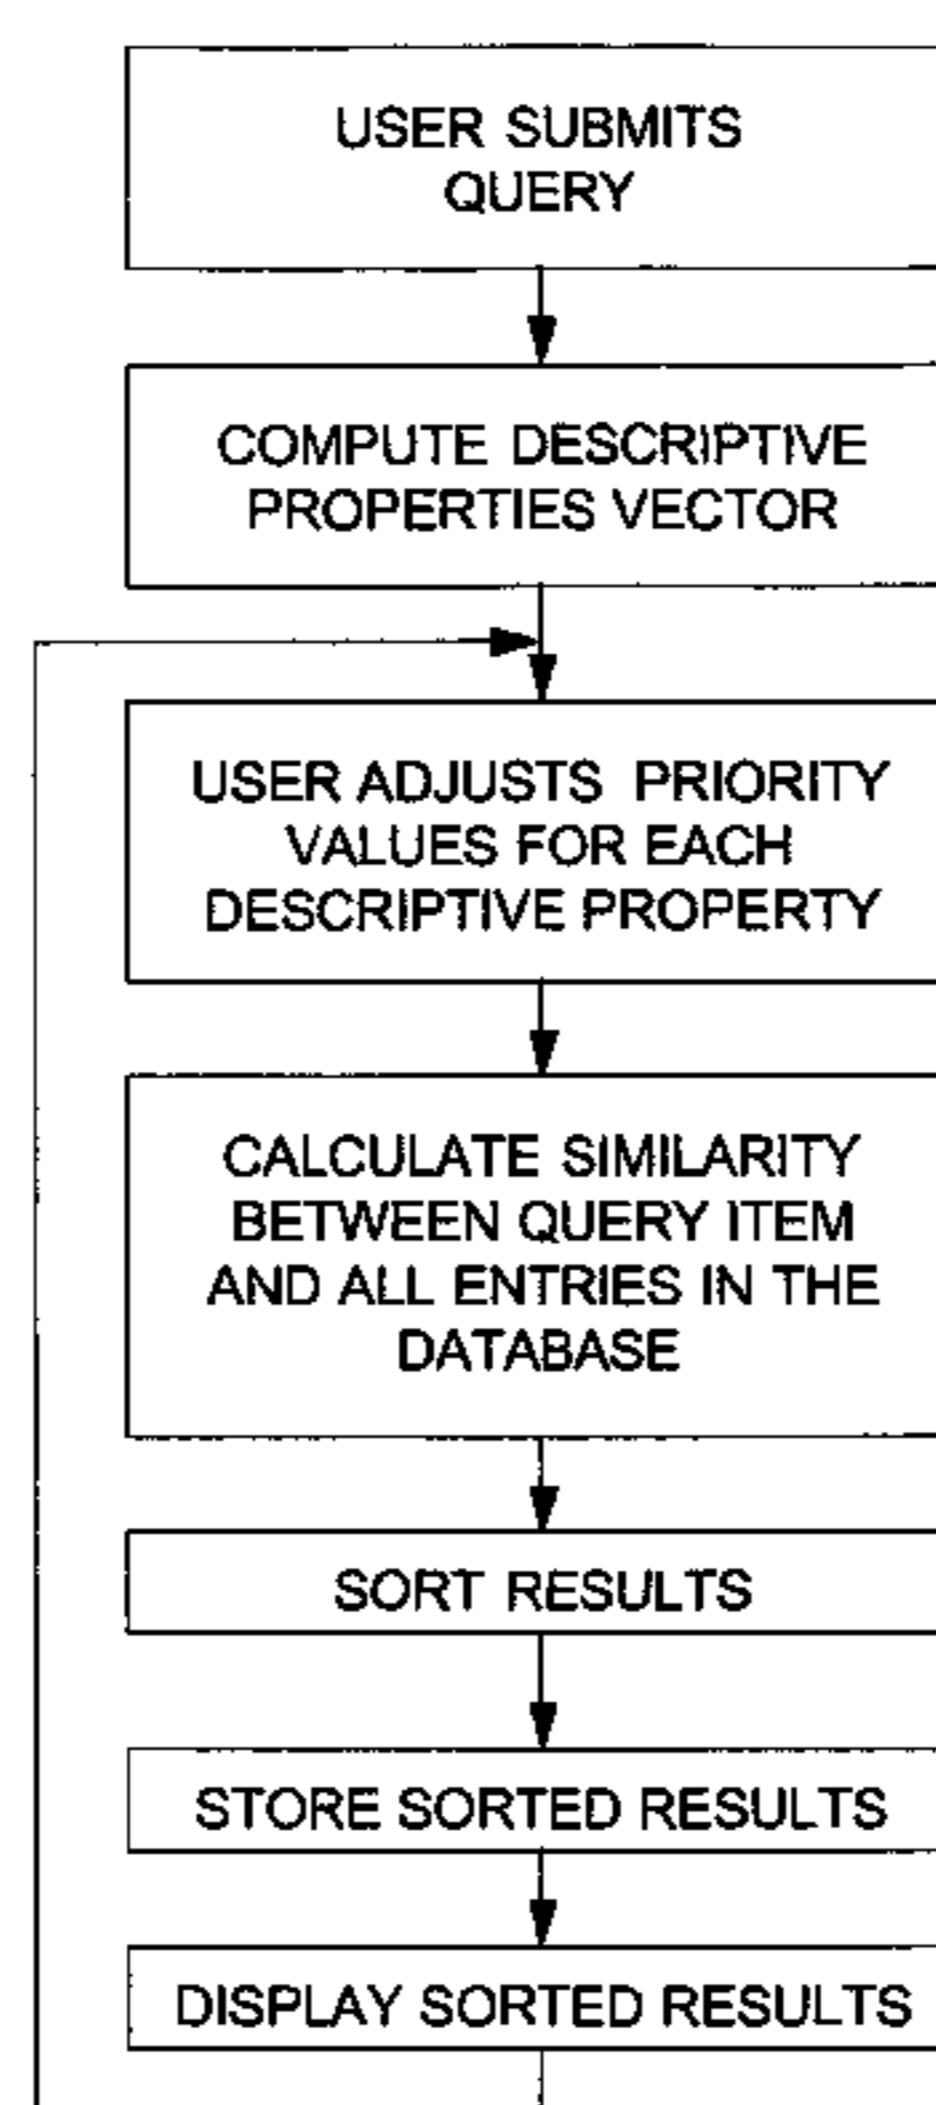 USER SUBMITS
QUERY
COMPUTE DESCRIPTIVE
PROPERTIES VECTOR
USER ADJUSTS PRIORITY
VALUES FOR EACH
DESCRIPTIVE PROPERTY
CALCULATE SIMILARITY
BETWEEN QUERY ITEM
AND ALL ENTRIES IN THE
DATABASE
SORT RESULTS
STORE SORTED RESULTS
DISPLAY SORTED RESULTS